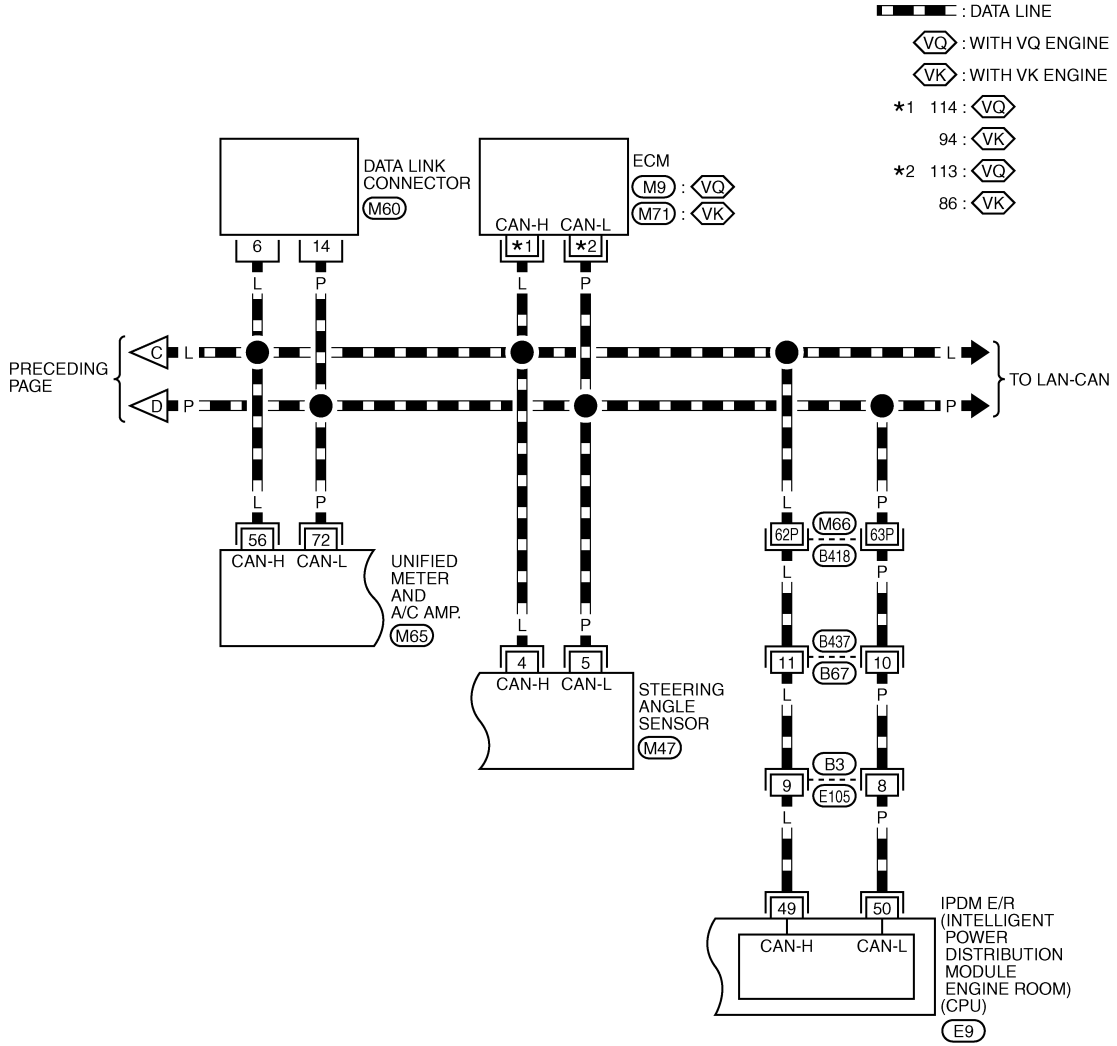 : DATA LINE
VQ : WITH VQ ENGINE
VK : WITH VK ENGINE
*1 114 : VQ
94 : VK
*2 113 : VQ
86 : VK
DATA LINK
CONNECTOR
M60
ECM
M9 : VQ
M71 : VK
CAN-H CAN-L
6 14
*1 *2
L P L P
PRECEDING
PAGE
C L
L
D P
P
TO LAN-CAN
L P
L P
56 72
CAN-H CAN-L
UNIFIED
METER
AND
A/C AMP.
M65
62P M66 63P
B418
L P
L P
4 5
CAN-H CAN-L
STEERING
ANGLE
SENSOR
M47
11 B437 10
B67
L P
9 B3 8
E105
L P
49 50
CAN-H CAN-L
IPDM E/R
(INTELLIGENT
POWER
DISTRIBUTION
MODULE
ENGINE ROOM)
(CPU)
E9